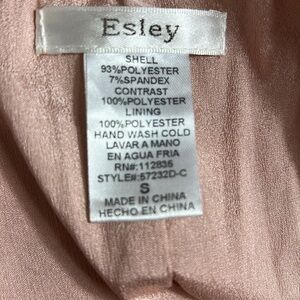 Esley
SHELL
93%POLYESTER
7%SPANDEX
CONTRAST
100%POLYESTER
LINING
100%POLYESTER
HAND WASH COLD
LAVAR A MANO
EN AGUA FRIA
RN#:112835
STYLE#:57232D-C
S
MADE IN CHINA
HECHO EN CHINA